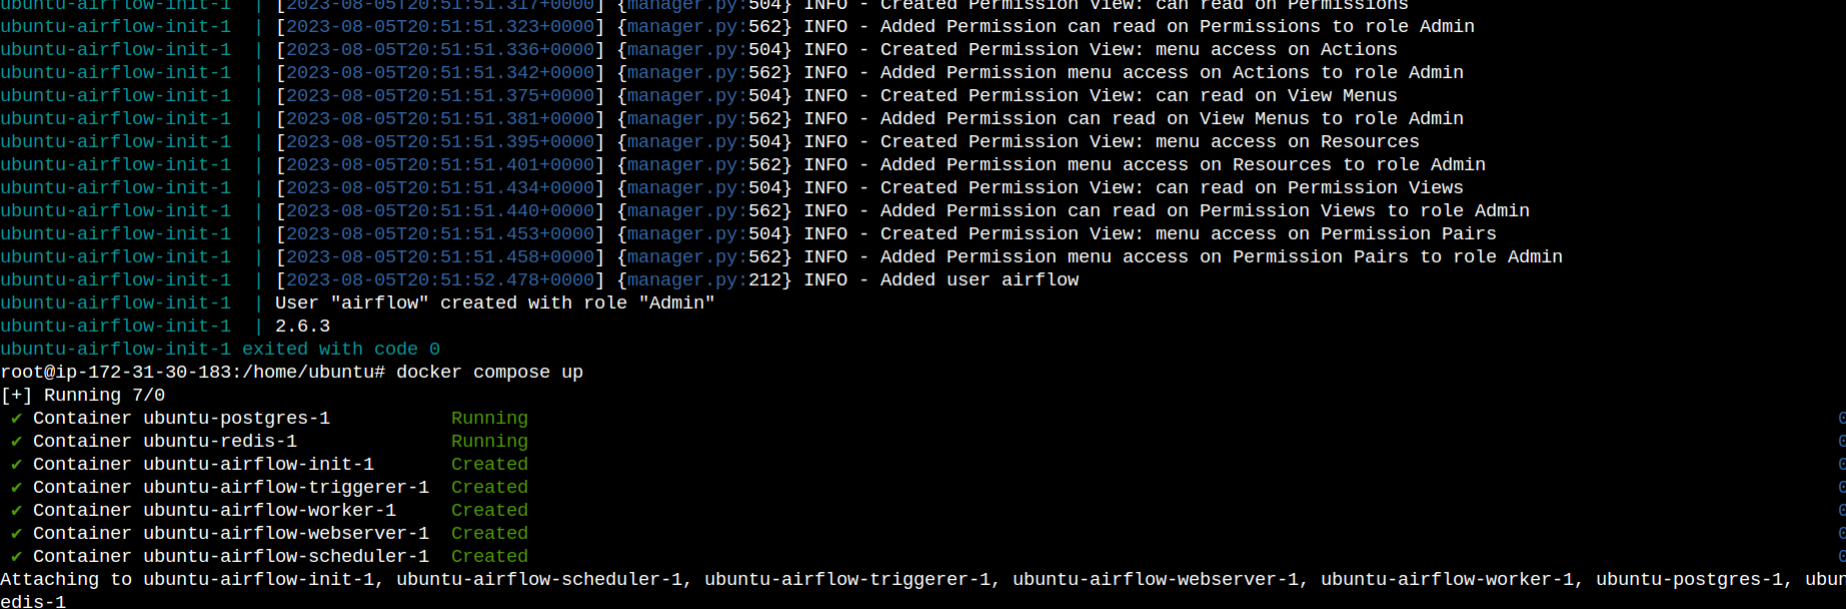 ubuntu-airflow-init-1  | [2023-08-05T20:51:51.317+0000] {manager.py:504} INFO - Created Permission View: can read on Permissions
ubuntu-airflow-init-1  | [2023-08-05T20:51:51.323+0000] {manager.py:562} INFO - Added Permission can read on Permissions to role Admin
ubuntu-airflow-init-1  | [2023-08-05T20:51:51.336+0000] {manager.py:504} INFO - Created Permission View: menu access on Actions
ubuntu-airflow-init-1  | [2023-08-05T20:51:51.342+0000] {manager.py:562} INFO - Added Permission menu access on Actions to role Admin
ubuntu-airflow-init-1  | [2023-08-05T20:51:51.375+0000] {manager.py:504} INFO - Created Permission View: can read on View Menus
ubuntu-airflow-init-1  | [2023-08-05T20:51:51.381+0000] {manager.py:562} INFO - Added Permission can read on View Menus to role Admin
ubuntu-airflow-init-1  | [2023-08-05T20:51:51.395+0000] {manager.py:504} INFO - Created Permission View: menu access on Resources
ubuntu-airflow-init-1  | [2023-08-05T20:51:51.401+0000] {manager.py:562} INFO - Added Permission menu access on Resources to role Admin
ubuntu-airflow-init-1  | [2023-08-05T20:51:51.434+0000] {manager.py:504} INFO - Created Permission View: can read on Permission Views
ubuntu-airflow-init-1  | [2023-08-05T20:51:51.440+0000] {manager.py:562} INFO - Added Permission can read on Permission Views to role Admin
ubuntu-airflow-init-1  | [2023-08-05T20:51:51.453+0000] {manager.py:504} INFO - Created Permission View: menu access on Permission Pairs
ubuntu-airflow-init-1  | [2023-08-05T20:51:51.458+0000] {manager.py:562} INFO - Added Permission menu access on Permission Pairs to role Admin
ubuntu-airflow-init-1  | [2023-08-05T20:51:52.478+0000] {manager.py:212} INFO - Added user airflow
ubuntu-airflow-init-1  | User "airflow" created with role "Admin"
ubuntu-airflow-init-1  | 2.6.3
ubuntu-airflow-init-1 exited with code 0
root@ip-172-31-30-183:/home/ubuntu# docker compose up
[+] Running 7/0
✔ Container ubuntu-postgres-1           Running
✔ Container ubuntu-redis-1              Running
✔ Container ubuntu-airflow-init-1       Created
✔ Container ubuntu-airflow-triggerer-1  Created
✔ Container ubuntu-airflow-worker-1     Created
✔ Container ubuntu-airflow-webserver-1  Created
✔ Container ubuntu-airflow-scheduler-1  Created
Attaching to ubuntu-airflow-init-1, ubuntu-airflow-scheduler-1, ubuntu-airflow-triggerer-1, ubuntu-airflow-webserver-1, ubuntu-airflow-worker-1, ubuntu-postgres-1, ubun
edis-1